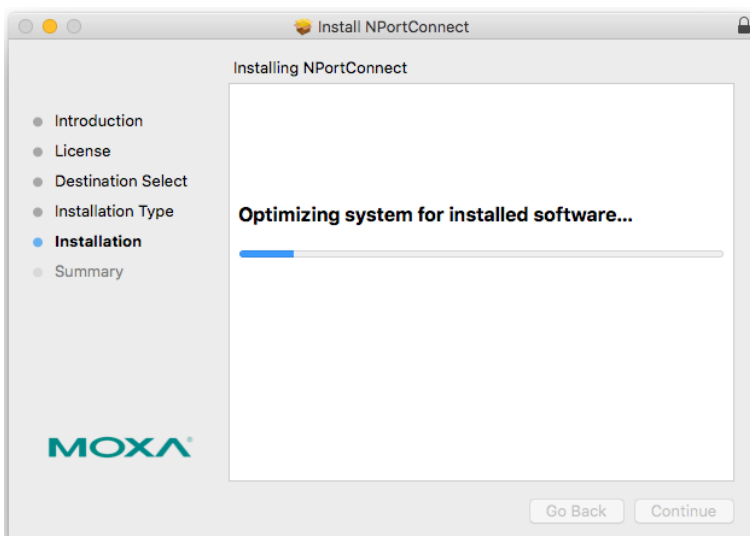 Install NPortConnect
Installing NPortConnect
Introduction
License
Destination Select
Installation Type
Installation
Summary
Optimizing system for installed software...
MOXA®
Go Back
Continue